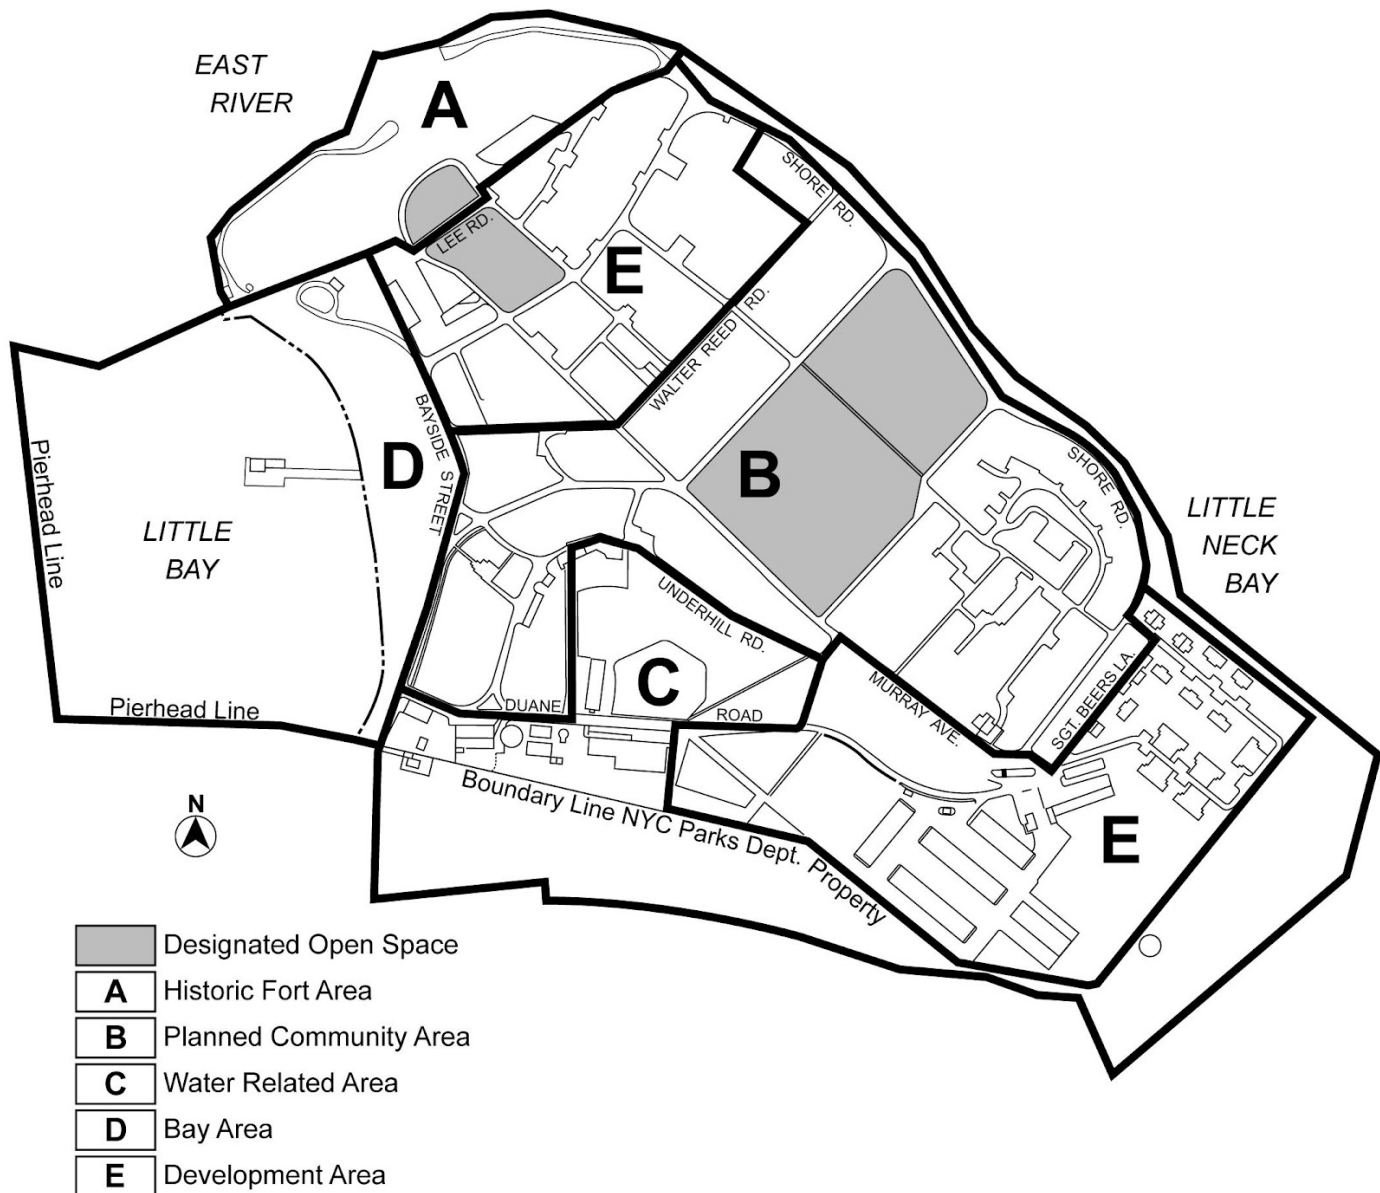 EAST
RIVER
A
SHORE RD.
LEE RD.
E
WALTER REED RD.
BAYSIDE STREET
D
B
Pierhead Line
LITTLE
BAY
SHORE RD.
LITTLE
NECK
BAY
UNDERHILL RD.
C
MURRAY AVE.
SGT. BEERS LA.
DUANE ROAD
Pierhead Line
Boundary Line NYC Parks Dept. Property
E
N
Designated Open Space
A Historic Fort Area
B Planned Community Area
C Water Related Area
D Bay Area
E Development Area